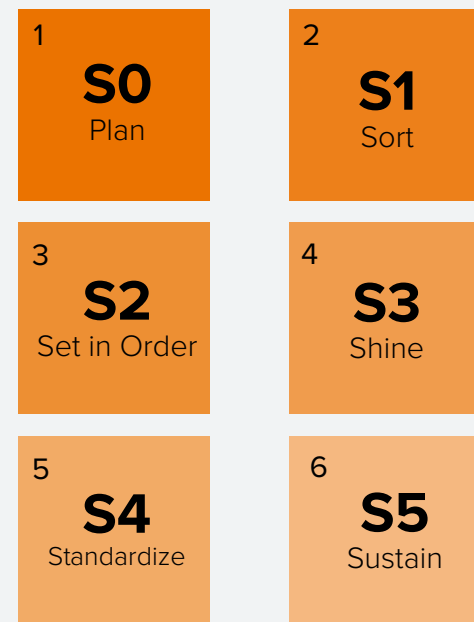 1
S0
Plan
2
S1
Sort
3
S2
Set in Order
4
S3
Shine
5
S4
Standardize
6
S5
Sustain